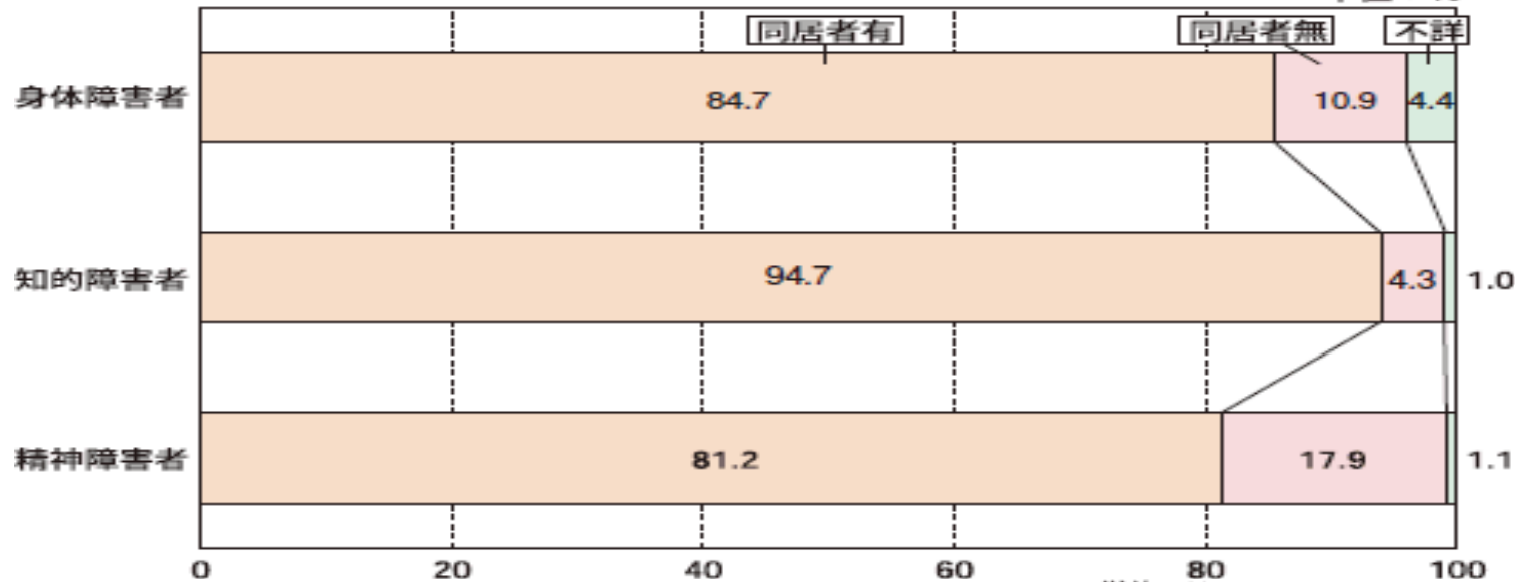 同居者有 同居者無 不詳
身体障害者 84.7 10.9 4.4
知的障害者 94.7 4.3 1.0
精神障害者 81.2 17.9 1.1
0 20 40 60 80 100